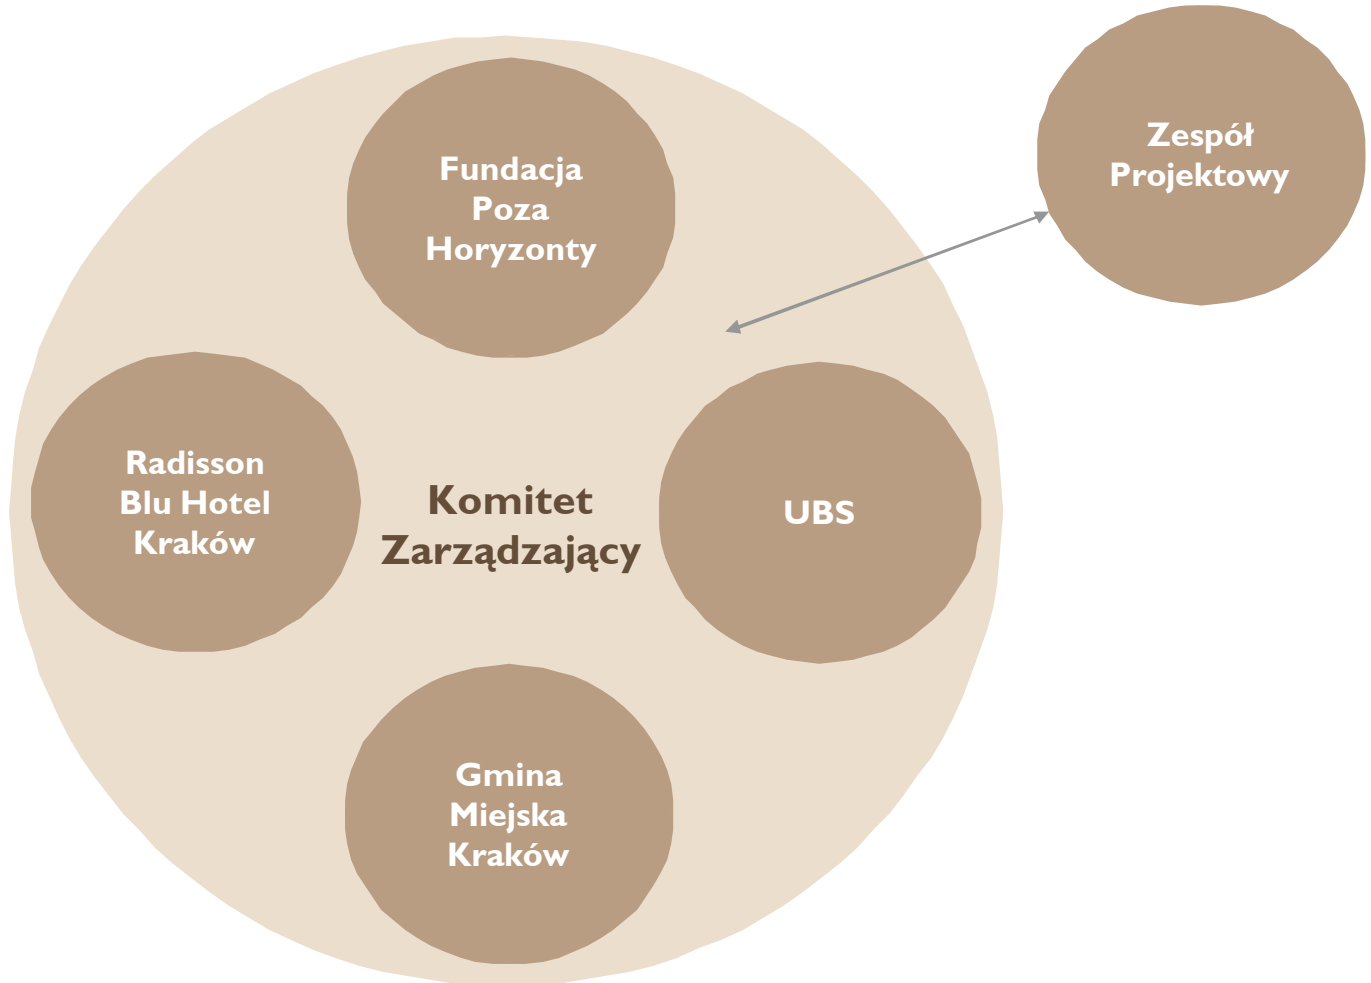 Zespół
Projektowy
Fundacja
Poza
Horyzonty
Radisson
Blu Hotel
Kraków
Komitet
Zarządzający
UBS
Gmina
Miejska
Kraków